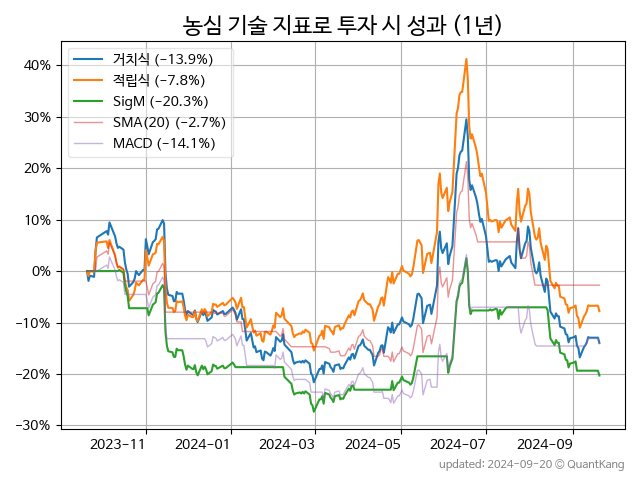 농심 기술 지표로 투자 시 성과 (1년)
거치식 (−13.9%)
적립식 (−7.8%)
SigM (−20.3%)
SMA(20) (−2.7%)
MACD (−14.1%)
40%
30%
20%
10%
0%
−10%
−20%
−30%
2023−11
2024−01
2024−03
2024−05
2024−07
2024−09
updated: 2024-09-20 © QuantKang